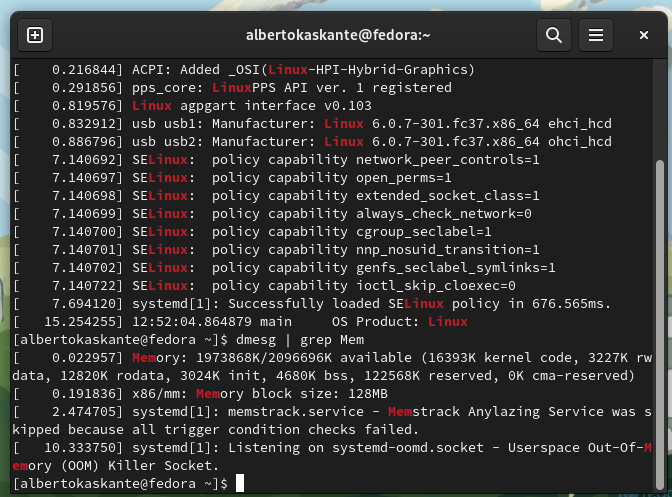 albertokaskante@fedora:~
[    0.216844] ACPI: Added _OSI(Linux-HPI-Hybrid-Graphics)
[    0.291856] pps_core: LinuxPPS API ver. 1 registered
[    0.819576] Linux agpgart interface v0.103
[    0.832912] usb usb1: Manufacturer: Linux 6.0.7-301.fc37.x86_64 ehci_hcd
[    0.886796] usb usb2: Manufacturer: Linux 6.0.7-301.fc37.x86_64 ohci_hcd
[    7.140692] SELinux:  policy capability network_peer_controls=1
[    7.140697] SELinux:  policy capability open_perms=1
[    7.140698] SELinux:  policy capability extended_socket_class=1
[    7.140699] SELinux:  policy capability always_check_network=0
[    7.140700] SELinux:  policy capability cgroup_seclabel=1
[    7.140701] SELinux:  policy capability nnp_nosuid_transition=1
[    7.140702] SELinux:  policy capability genfs_seclabel_symlinks=1
[    7.140722] SELinux:  policy capability ioctl_skip_cloexec=0
[    7.694120] systemd[1]: Successfully loaded SELinux policy in 676.565ms.
[   15.254255] 12:52:04.864879 main     OS Product: Linux
[albertokaskante@fedora ~]$ dmesg | grep Mem
[    0.022957] Memory: 1973868K/2096696K available (16393K kernel code, 3227K rw
data, 12820K rodata, 3024K init, 4680K bss, 122568K reserved, 0K cma-reserved)
[    0.191836] x86/mm: Memory block size: 128MB
[    2.474705] systemd[1]: memstrack.service - Memstrack Anylazing Service was s
kipped because all trigger condition checks failed.
[   10.333750] systemd[1]: Listening on systemd-oomd.socket - Userspace Out-Of-M
emory (OOM) Killer Socket.
[albertokaskante@fedora ~]$